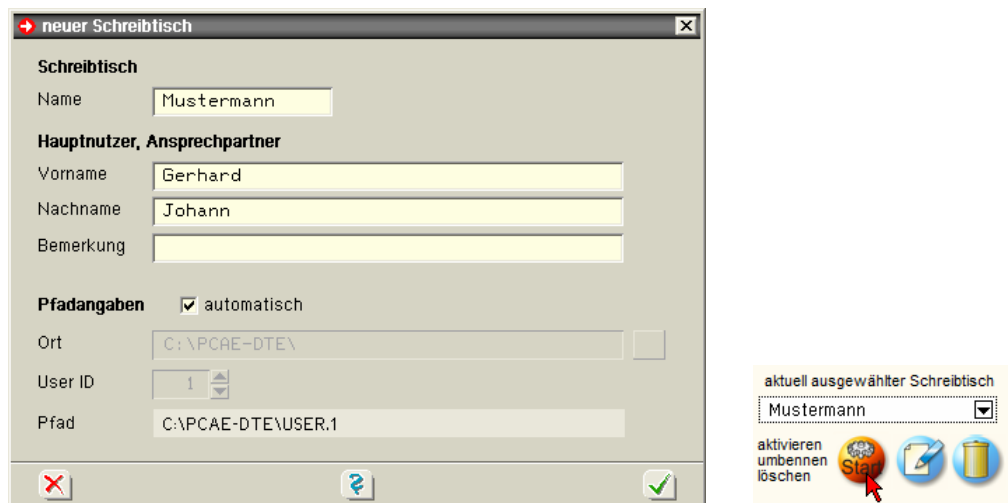 neuer Schreibtisch
Schreibtisch
Name Mustermann
Hauptnutzer, Ansprechpartner
Vorname Gerhard
Nachname Johann
Bemerkung
Pfadangaben automatisch
Ort C:\PCAE-DTE\
User ID 1
Pfad C:\PCAE-DTE\USER.1
aktuell ausgewählter Schreibtisch
Mustermann
aktivieren
umbennen
löschen
Start